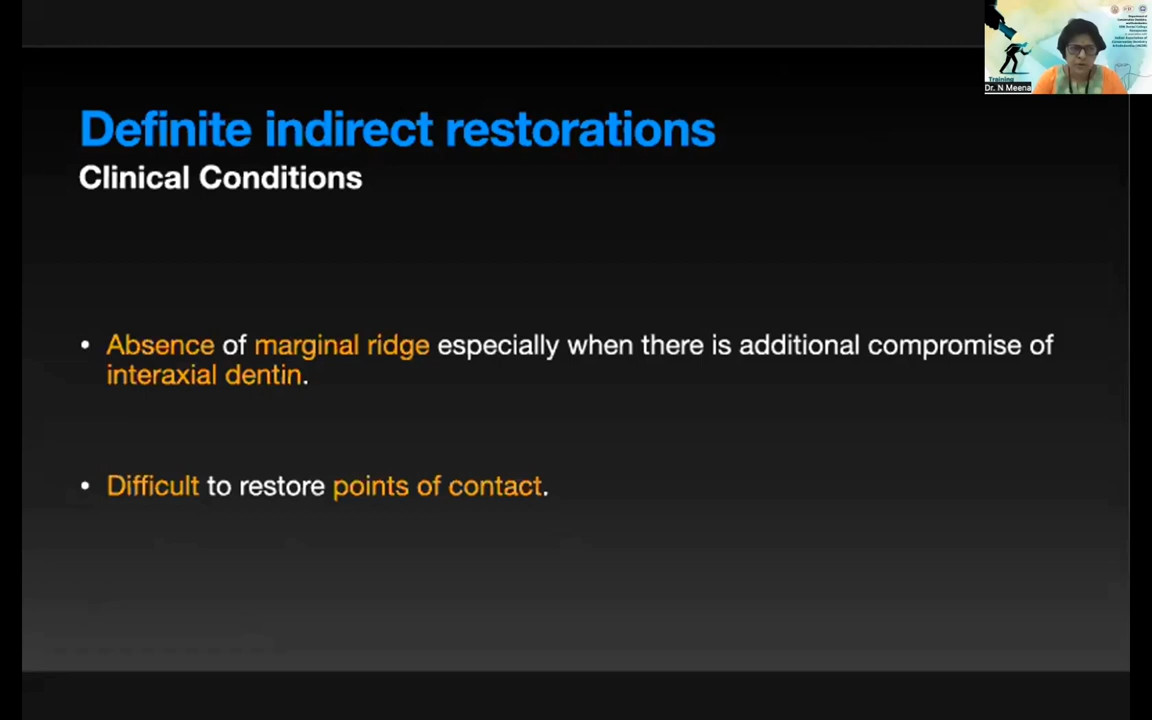 Definite indirect restorations
Clinical Conditions
• Absence of marginal ridge especially when there is additional compromise of
interaxial dentin.
• Difficult to restore points of contact.
Training
Dr. N Meena